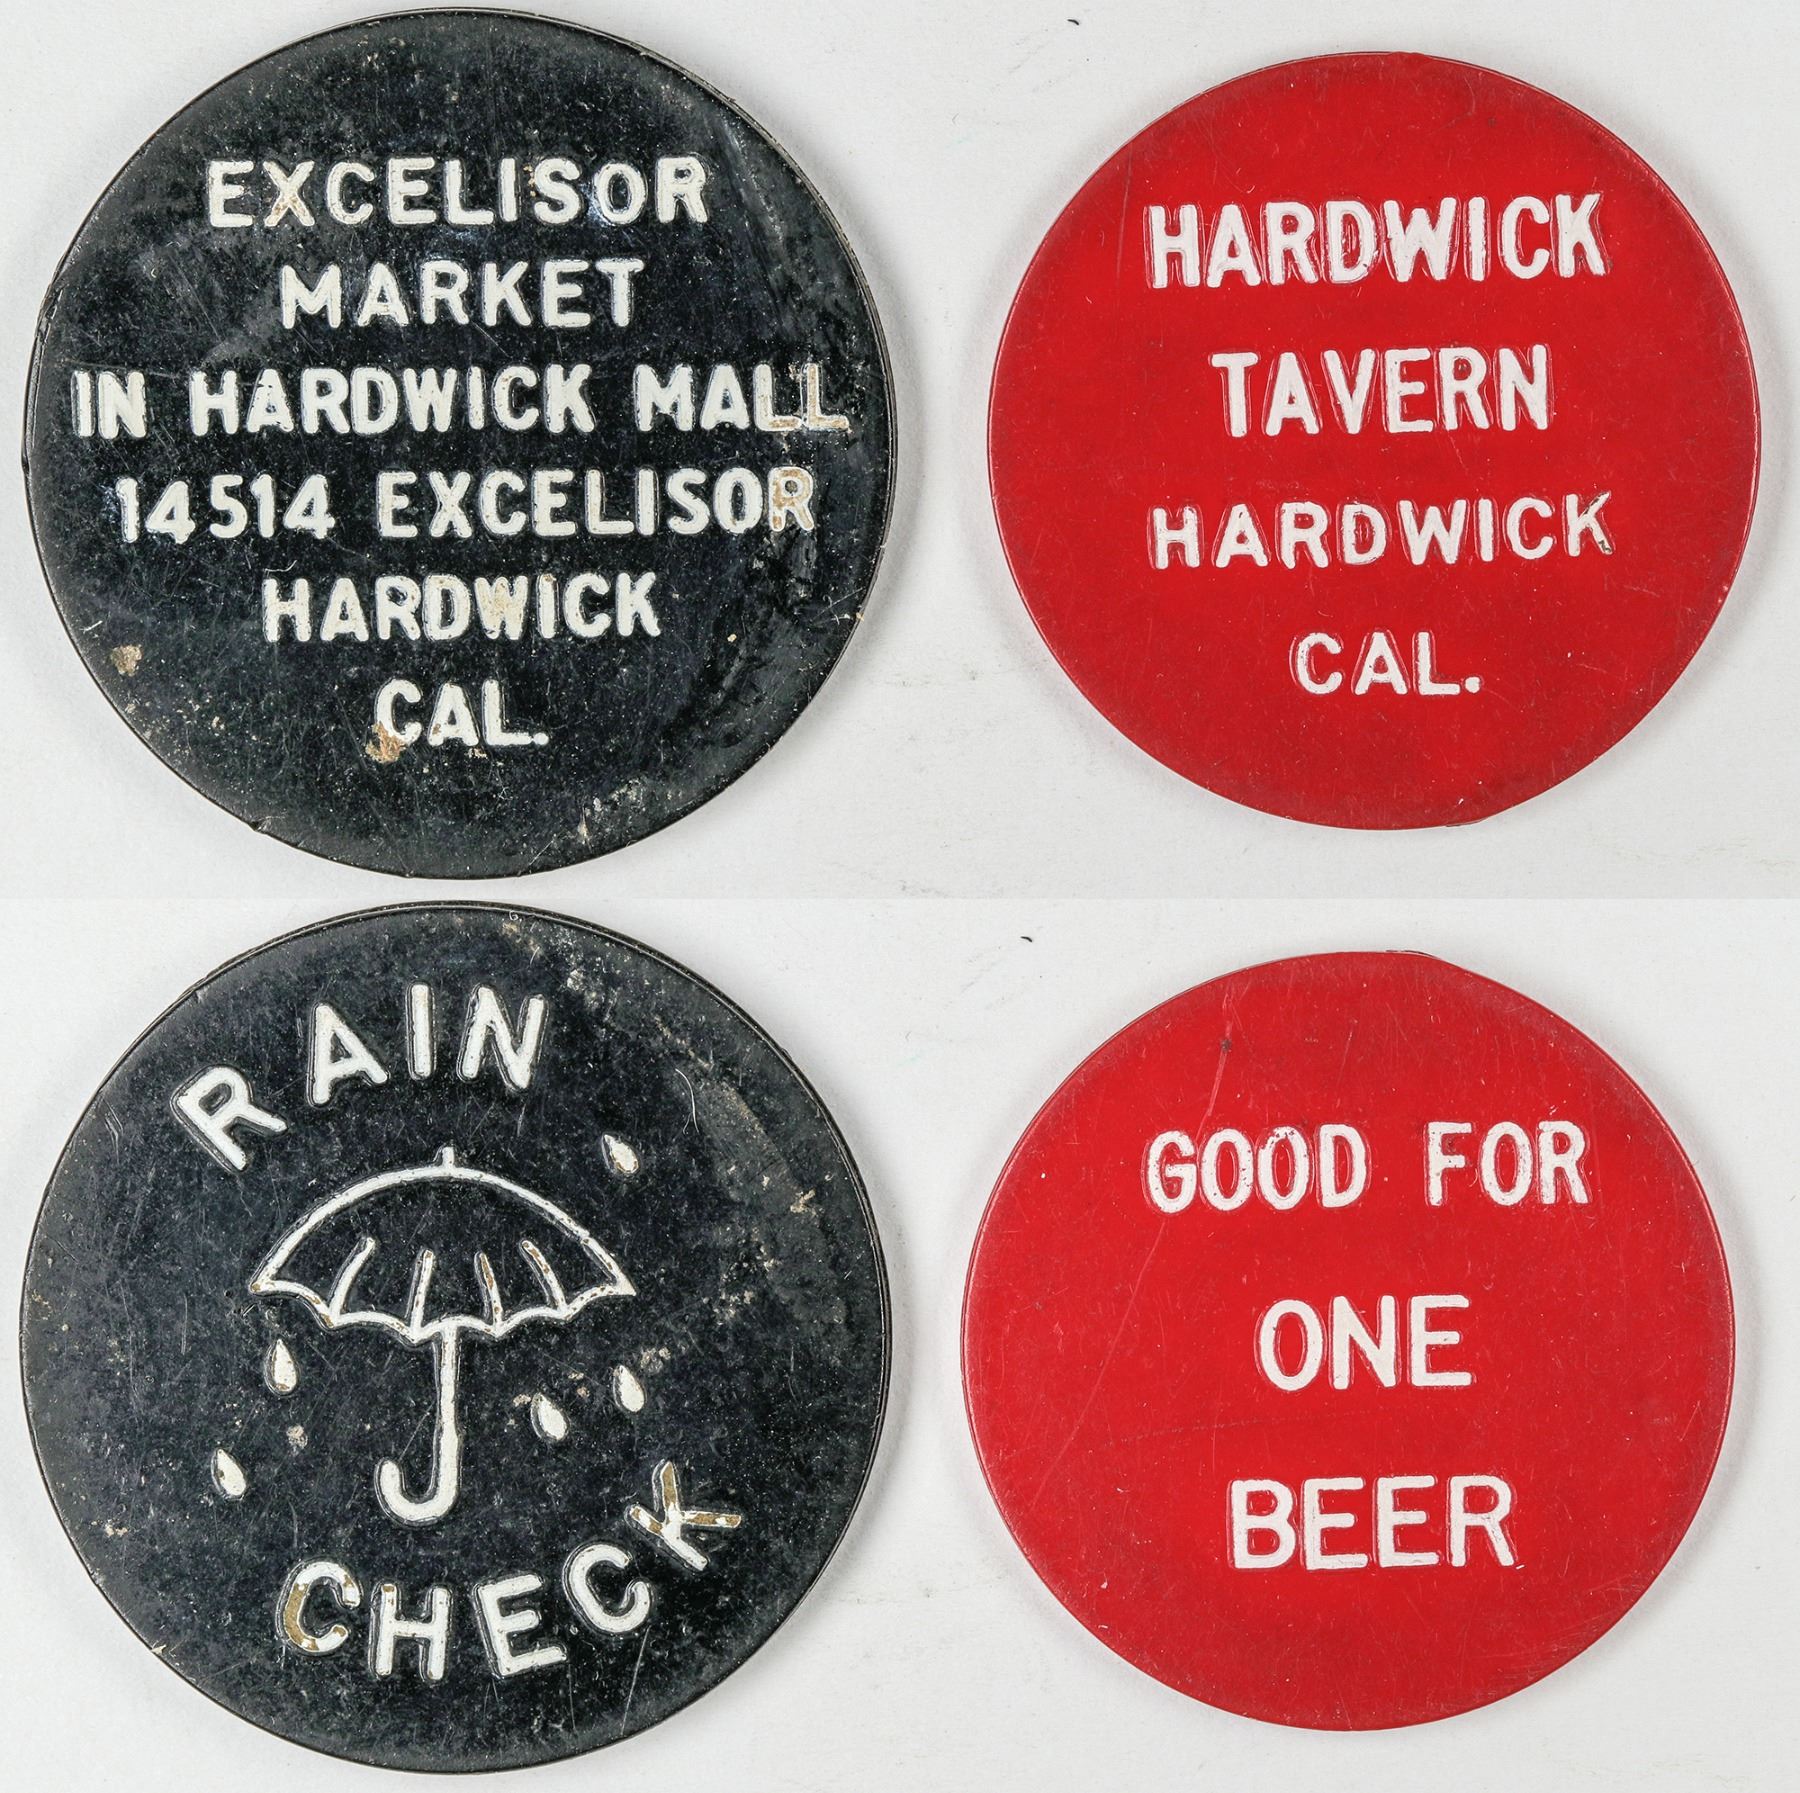 EXCELISOR
MARKET
IN HARDWICK MALL
14514 EXCELISOR
HARDWICK
CAL.
HARDWICK
TAVERN
HARDWICK
CAL.
RAIN
CHECK
GOOD FOR
ONE
BEER